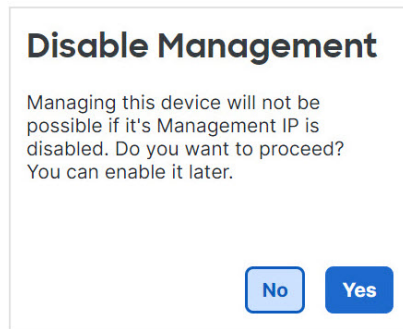 Disable Management
Managing this device will not be
possible if it's Management IP is
disabled. Do you want to proceed?
You can enable it later.
No
Yes